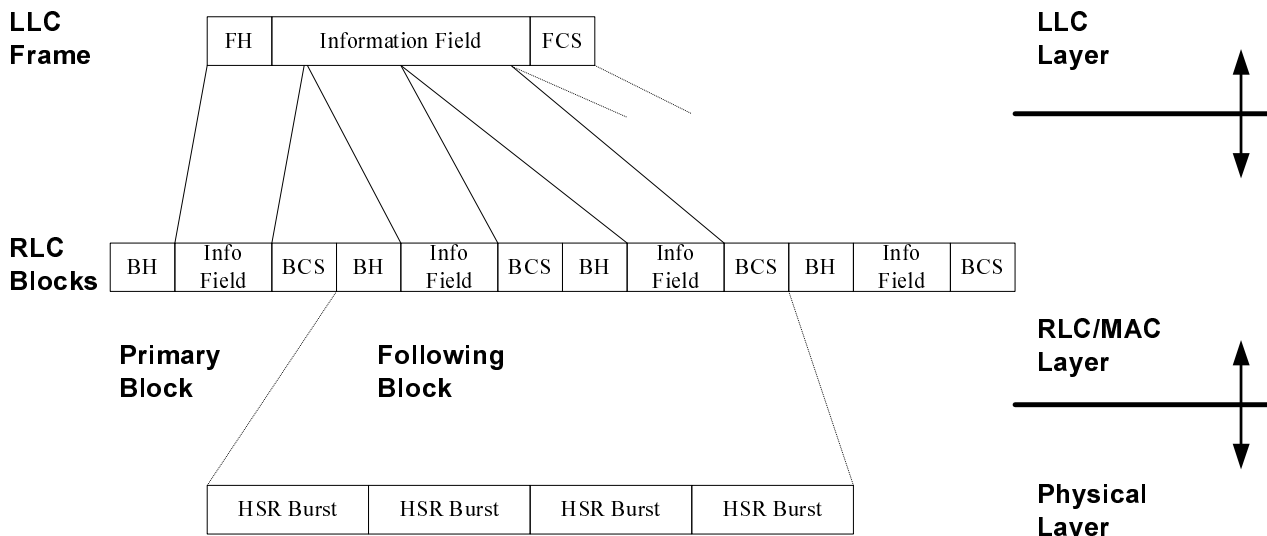 LLC
Frame
FH
Information Field
FCS
LLC
Layer
RLC
Blocks
BH
Info
Field
BCS
BH
Info
Field
BCS
BH
Info
Field
BCS
BH
Info
Field
BCS
Primary
Block
Following
Block
RLC/MAC
Layer
HSR Burst
HSR Burst
HSR Burst
HSR Burst
Physical
Layer